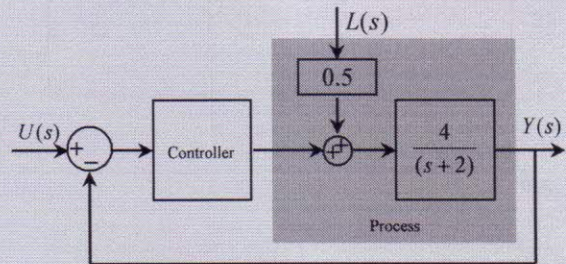 L(s)
0.5
U(s)
+
−
Controller
+
+
4
(s+2)
Y(s)
Process